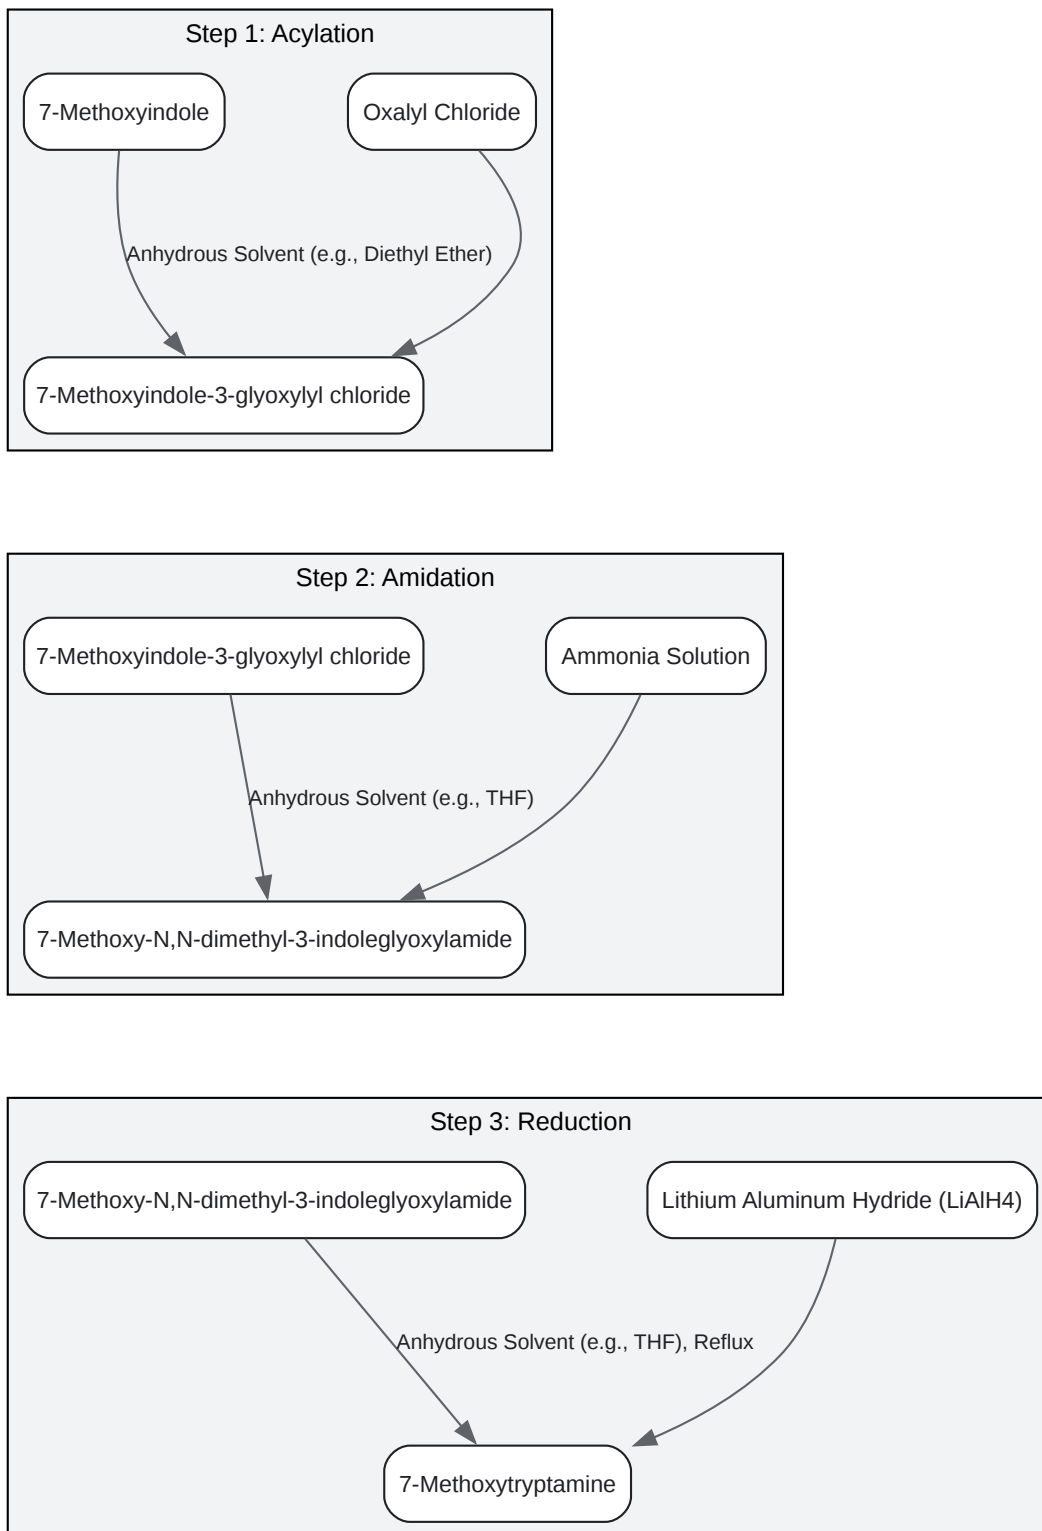 Step 1: Acylation
7-Methoxyindole
Oxalyl Chloride
Anhydrous Solvent (e.g., Diethyl Ether)
7-Methoxyindole-3-glyoxylyl chloride
Step 2: Amidation
7-Methoxyindole-3-glyoxylyl chloride
Ammonia Solution
Anhydrous Solvent (e.g., THF)
7-Methoxy-N,N-dimethyl-3-indoleglyoxylamide
Step 3: Reduction
7-Methoxy-N,N-dimethyl-3-indoleglyoxylamide
Lithium Aluminum Hydride (LiAlH4)
Anhydrous Solvent (e.g., THF), Reflux
7-Methoxytryptamine